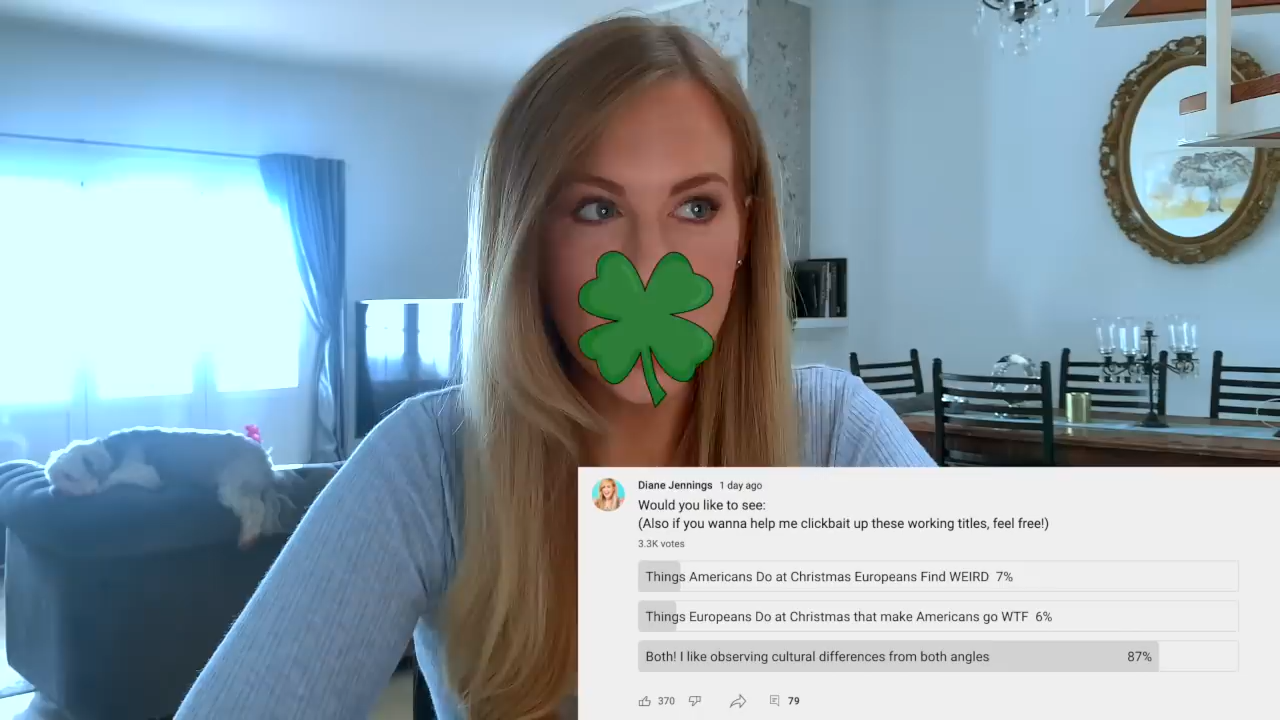 Diane Jennings 1 day ago
Would you like to see:
(Also if you wanna help me clickbait up these working titles, feel free!)
3.3K votes
Things Americans Do at Christmas Europeans Find WEIRD 7%
Things Europeans Do at Christmas that make Americans go WTF 6%
Both! I like observing cultural differences from both angles 87%
370 79